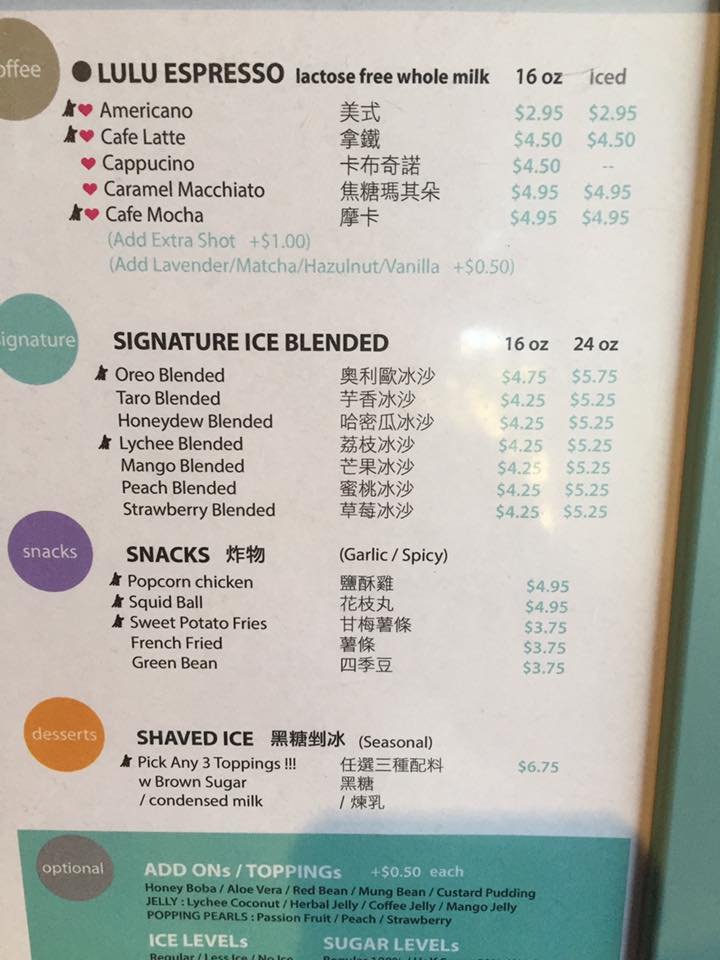 offee
LULU ESPRESSO lactose free whole milk 16 oz iced
Americano 美式 $2.95 $2.95
Cafe Latte 拿鐵 $4.50 $4.50
Cappucino 卡布奇諾 $4.50 --
Caramel Macchiato 焦糖瑪其朵 $4.95 $4.95
Cafe Mocha 摩卡 $4.95 $4.95
(Add Extra Shot +$1.00)
(Add Lavender/Matcha/Hazulnut/Vanilla +$0.50)
ignature
SIGNATURE ICE BLENDED 16 oz 24 oz
Oreo Blended 奧利歐冰沙 $4.75 $5.75
Taro Blended 芋香冰沙 $4.25 $5.25
Honeydew Blended 哈密瓜冰沙 $4.25 $5.25
Lychee Blended 荔枝冰沙 $4.25 $5.25
Mango Blended 芒果冰沙 $4.25 $5.25
Peach Blended 蜜桃冰沙 $4.25 $5.25
Strawberry Blended 草莓冰沙 $4.25 $5.25
snacks
SNACKS 炸物 (Garlic / Spicy)
Popcorn chicken 鹽酥雞 $4.95
Squid Ball 花枝丸 $4.95
Sweet Potato Fries 甘梅薯條 $3.75
French Fried 薯條 $3.75
Green Bean 四季豆 $3.75
desserts
SHAVED ICE 黑糖剉冰 (Seasonal)
Pick Any 3 Toppings !!! 任選三種配料 $6.75
w Brown Sugar 黑糖
/ condensed milk / 煉乳
optional
ADD ONs / TOPPINGs +$0.50 each
Honey Boba / Aloe Vera / Red Bean / Mung Bean / Custard Pudding
JELLY : Lychee Coconut / Herbal Jelly / Coffee Jelly / Mango Jelly
POPPING PEARLS : Passion Fruit / Peach / Strawberry
ICE LEVELs SUGAR LEVELs
Regular / Less Ice / No Ice Regular 100% / Half